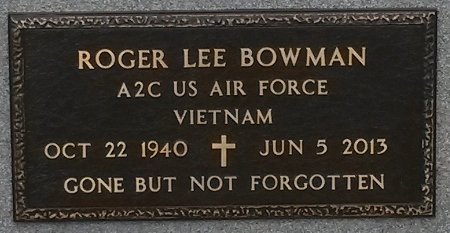 ROGER LEE BOWMAN
A2C US AIR FORCE
VIETNAM
OCT 22 1940 ✝ JUN 5 2013
GONE BUT NOT FORGOTTEN